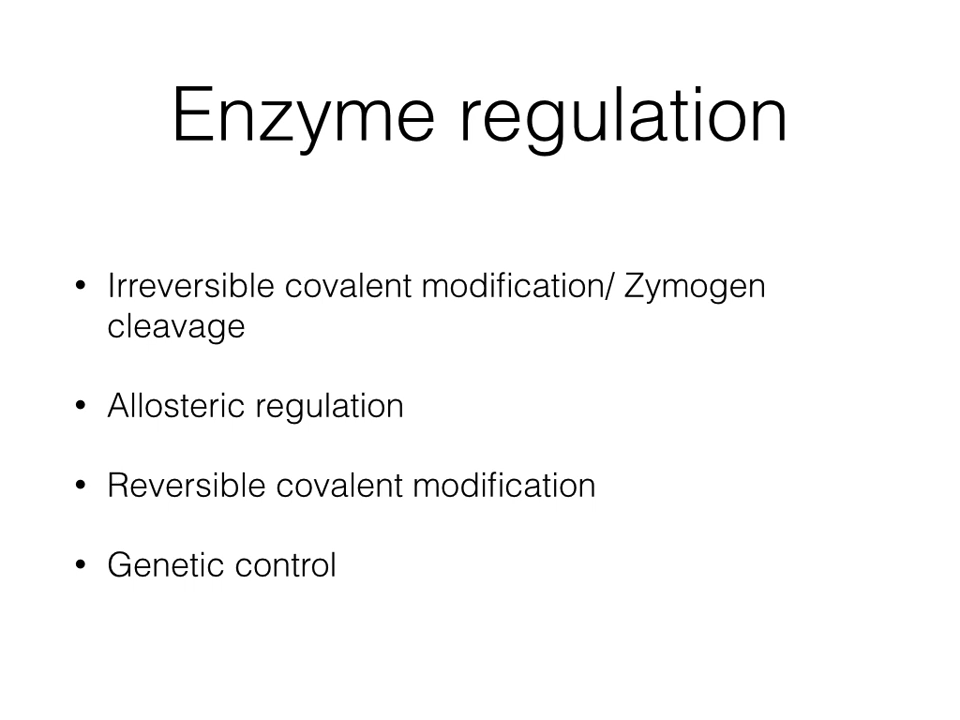 Enzyme regulation
• Irreversible covalent modification/ Zymogen
cleavage
• Allosteric regulation
• Reversible covalent modification
• Genetic control